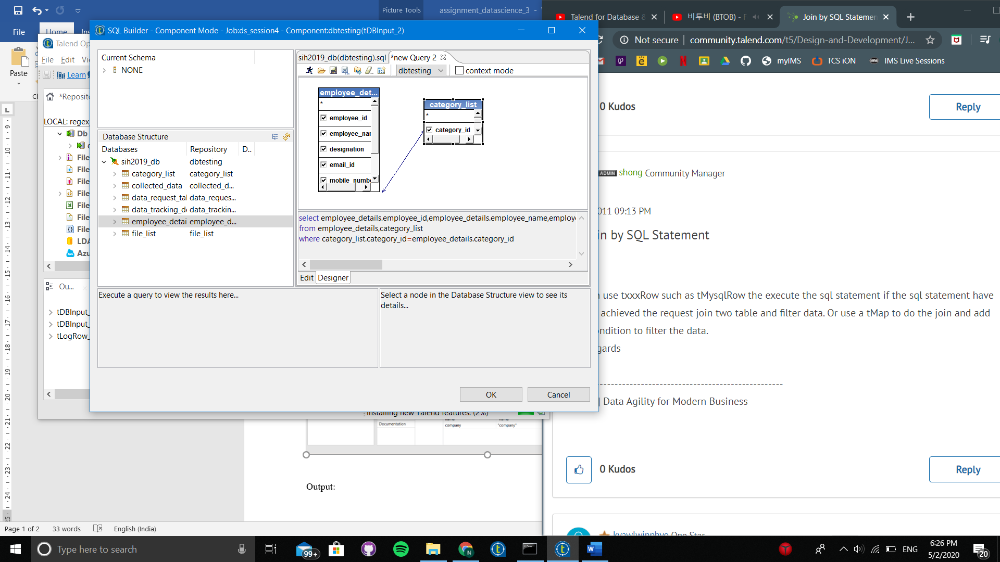 Picture Tools
assignment_datascience_3 -
File
Home
Paste
Talend Op
File Edit
Learn
*Reposito
LOCAL: regex
Db
File
File
File
File
File
File
File
LDA
Azu
Ou...
tDBInput_
tDBInput_
tLogRow_
SQL Builder - Component Mode - Job:ds_session4 - Component:dbtesting(tDBInput_2)
Current Schema
NONE
Database Structure
Databases Repository D..
sih2019_db dbtesting
category_list category_list
collected_data collected_d...
data_request_tal data_reques...
data_tracking_de data_trackin...
employee_detai employee_d...
file_list file_list
sih2019_db(dbtesting).sql *new Query 2
dbtesting context mode
employee_det...
*
employee_id
employee_nar
designation
email_id
mobile_numbe
category_list
*
category_id
select employee_details.employee_id,employee_details.employee_name,employe
from employee_details,category_list
where category_list.category_id=employee_details.category_id
Edit Designer
Execute a query to view the results here...
Select a node in the Database Structure view to see its
details...
OK Cancel
Installing new Talend features: (2%)
Documentation
name name
company "company"
Output:
Page 1 of 2 33 words English (India)
Talend for Database & 비투비 (BTOB) - F Join by SQL Statemen
Not secure | community.talend.com/t5/Design-and-Development/J...
myIMS TCS iON IMS Live Sessions
0 Kudos
Reply
ADMIN shong Community Manager
011 09:13 PM
in by SQL Statement
use txxxRow such as tMysqlRow the execute the sql statement if the sql statement have
achieved the request join two table and filter data. Or use a tMap to do the join and add
ndition to filter the data.
gards
------------------------------------------------
| Data Agility for Modern Business
0 Kudos
Reply
kyawlwinphyo One Star
Type here to search
99+
ENG
6:26 PM
5/2/2020
20